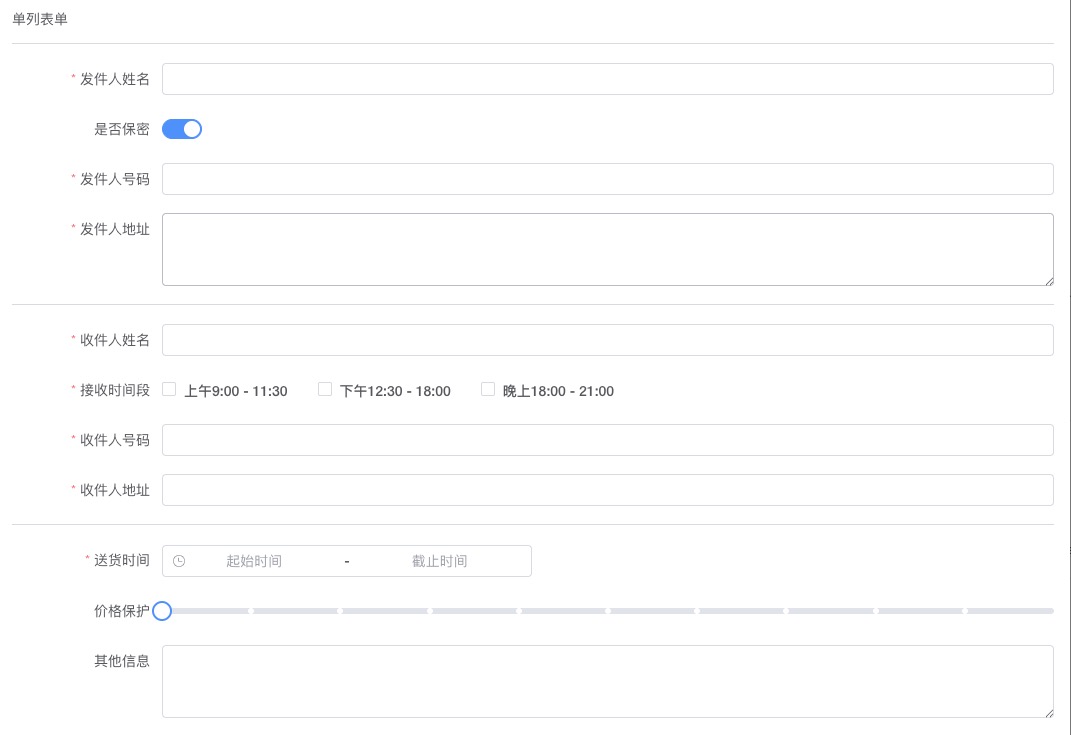 单列表单
* 发件人姓名
是否保密
* 发件人号码
* 发件人地址
* 收件人姓名
* 接收时间段 上午9:00 - 11:30 下午12:30 - 18:00 晚上18:00 - 21:00
* 收件人号码
* 收件人地址
* 送货时间 起始时间 - 截止时间
价格保护
其他信息